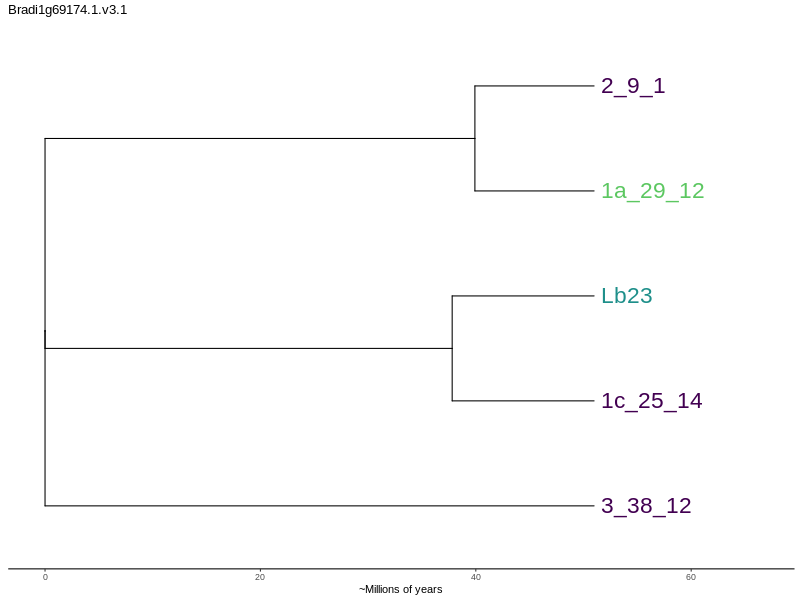 Bradi1g69174.1.v3.1
2_9_1
1a_29_12
Lb23
1c_25_14
3_38_12
0 20 40 60
~Millions of years